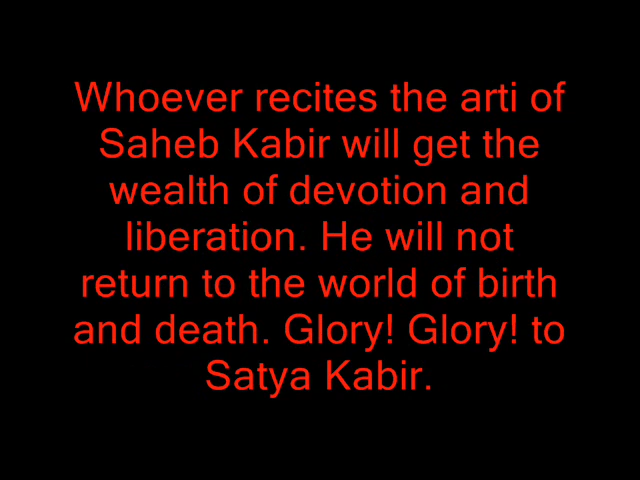 Whoever recites the arti of
Saheb Kabir will get the
wealth of devotion and
liberation. He will not
return to the world of birth
and death. Glory! Glory! to
Satya Kabir.